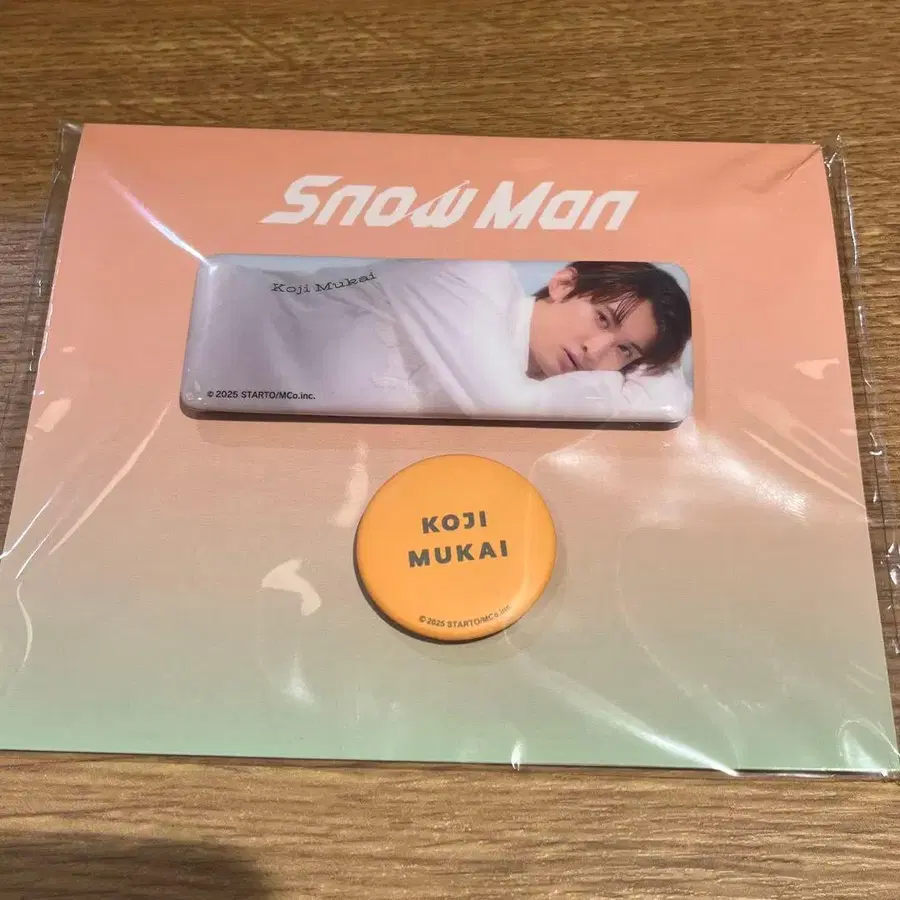 Snow Man
Koji Mukai
© 2025 STARTO/MCo.inc.
KOJI
MUKAI
© 2025 STARTO/MCo.inc.